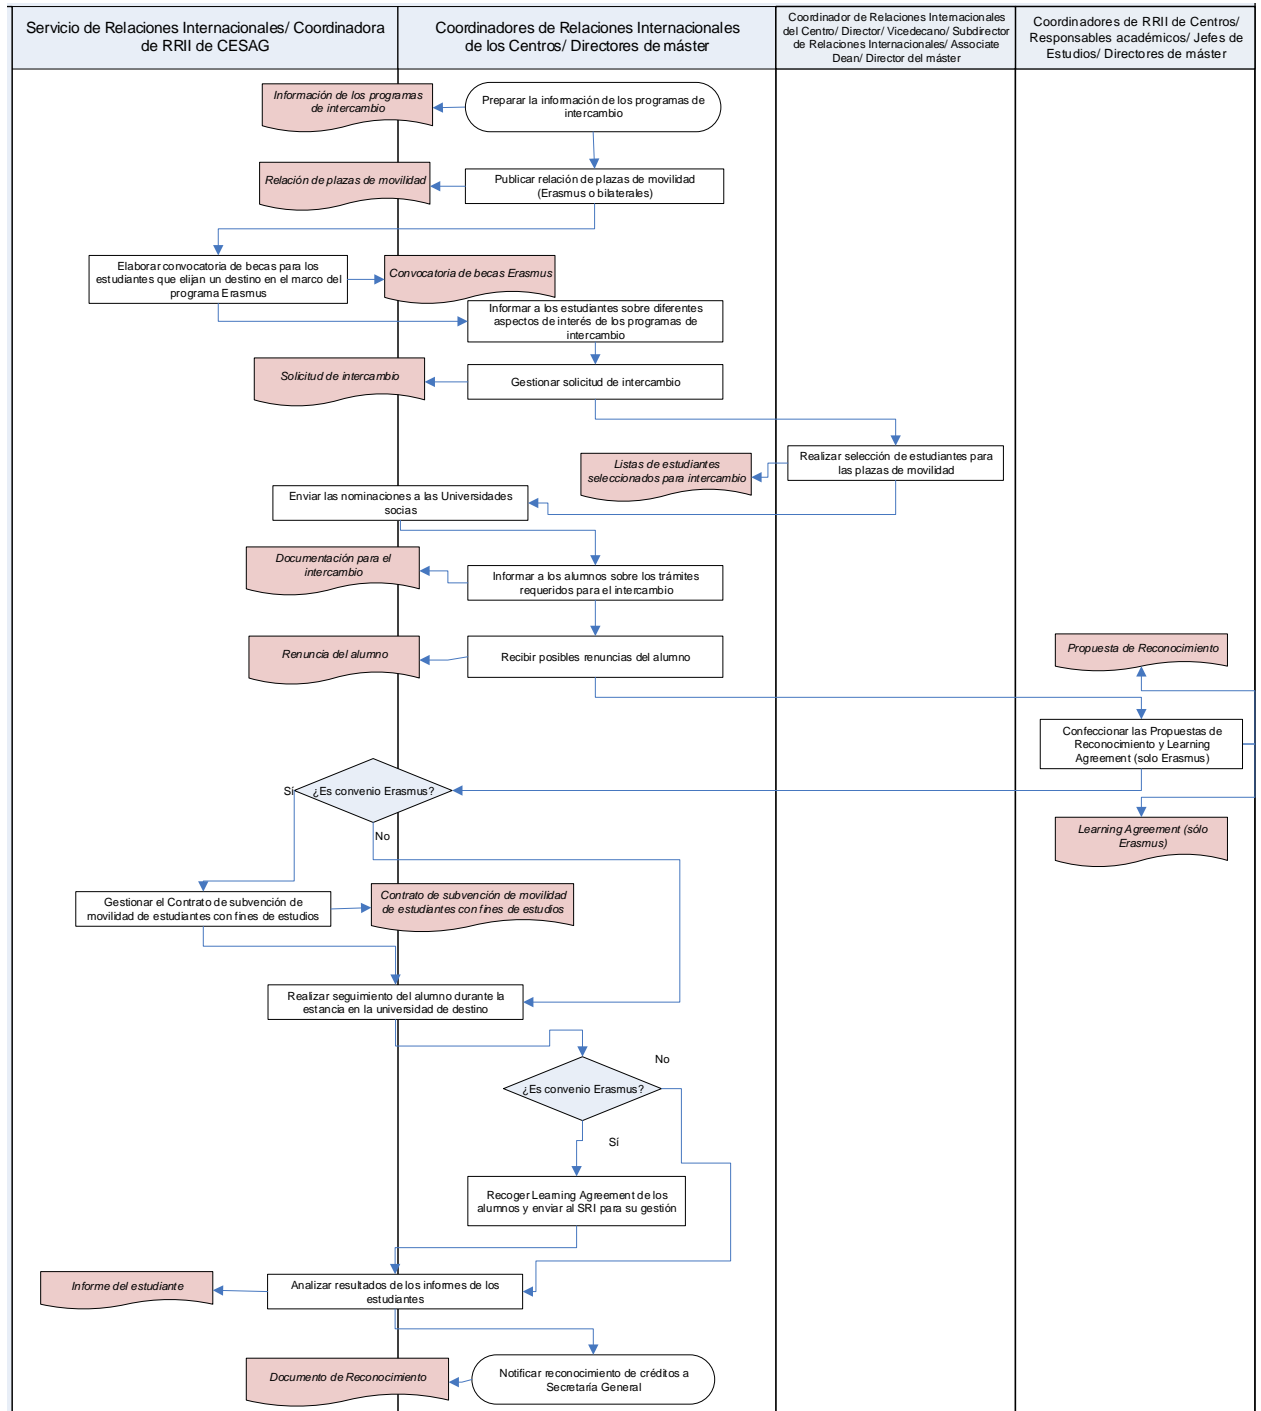 Servicio de Relaciones Internacionales/ Coordinadora
de RRII de CESAG
Coordinadores de Relaciones Internacionales
de los Centros/ Directores de máster
Coordinador de Relaciones Internacionales
del Centro/ Director/ Vicedecano/ Subdirector
de Relaciones Internacionales/ Associate
Dean/ Director del máster
Coordinadores de RRII de Centros/
Responsables académicos/ Jefes de
Estudios/ Directores de máster
Información de los programas
de intercambio
Preparar la información de los programas de
intercambio
Relación de plazas de movilidad
Publicar relación de plazas de movilidad
(Erasmus o bilaterales)
Elaborar convocatoria de becas para los
estudiantes que elijan un destino en el marco del
programa Erasmus
Convocatoria de becas Erasmus
Informar a los estudiantes sobre diferentes
aspectos de interés de los programas de
intercambio
Solicitud de intercambio
Gestionar solicitud de intercambio
Realizar selección de estudiantes para
las plazas de movilidad
Listas de estudiantes
seleccionados para intercambio
Enviar las nominaciones a las Universidades
socias
Documentación para el
intercambio
Informar a los alumnos sobre los trámites
requeridos para el intercambio
Renuncia del alumno
Recibir posibles renuncias del alumno
Propuesta de Reconocimiento
Confeccionar las Propuestas de
Reconocimiento y Learning
Agreement (solo Erasmus)
Sí
¿Es convenio Erasmus?
No
Learning Agreement (sólo
Erasmus)
Gestionar el Contrato de subvención de
movilidad de estudiantes con fines de estudios
Contrato de subvención de movilidad
de estudiantes con fines de estudios
Realizar seguimiento del alumno durante la
estancia en la universidad de destino
No
¿Es convenio Erasmus?
Sí
Recoger Learning Agreement de los
alumnos y enviar al SRI para su gestión
Informe del estudiante
Analizar resultados de los informes de los
estudiantes
Documento de Reconocimiento
Notificar reconocimiento de créditos a
Secretaría General